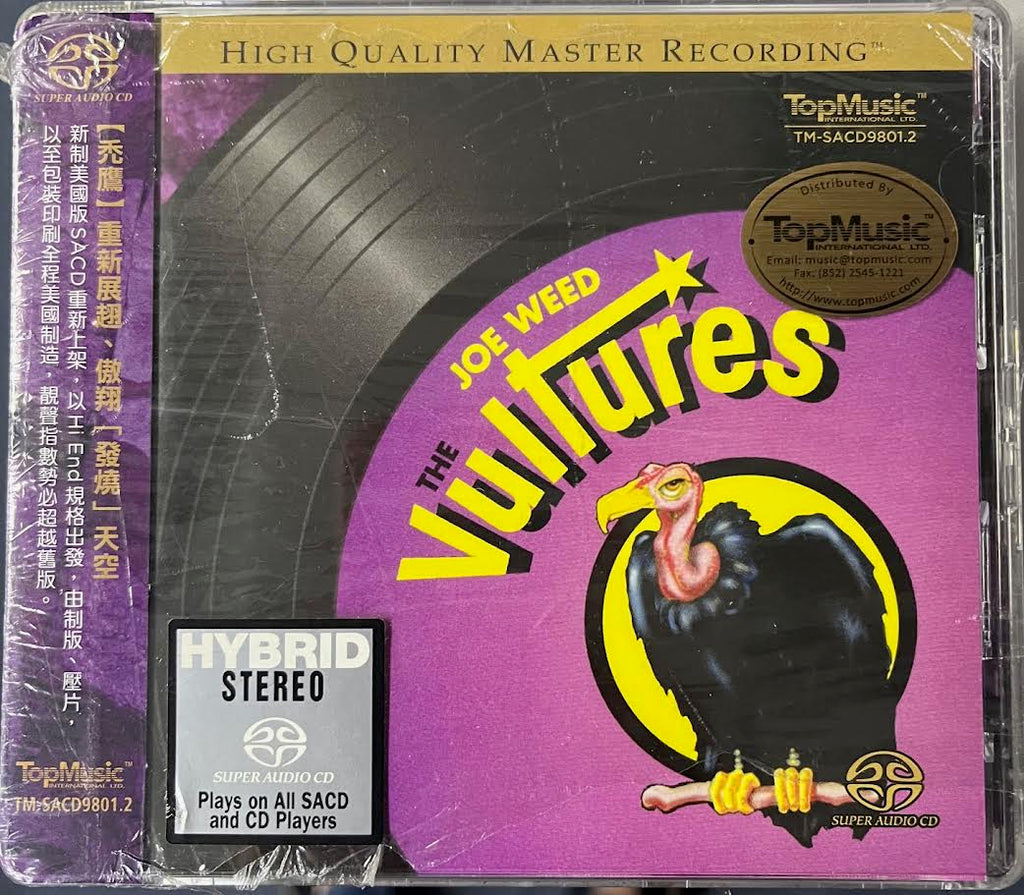 SUPER AUDIO CD
【禿鷹】重新展翅、傲翔「發燒」天空
新制美國版SACD重新上架，以Hi End規格出發，由制版、壓片，
以至包裝印刷全程美國制造，靚聲指數勢必超越舊版。
TopMusic™
INTERNATIONAL LTD.
TM-SACD9801.2
HIGH QUALITY MASTER RECORDING™
TopMusic™
INTERNATIONAL LTD.
TM-SACD9801.2
Distributed By
TopMusic™
INTERNATIONAL LTD.
Email: music@topmusic.com
Fax: (852) 2545-1221
http://www.topmusic.com
JOE WEED
THE
Vultures
HYBRID
STEREO
SUPER AUDIO CD
Plays on All SACD
and CD Players
SUPER AUDIO CD